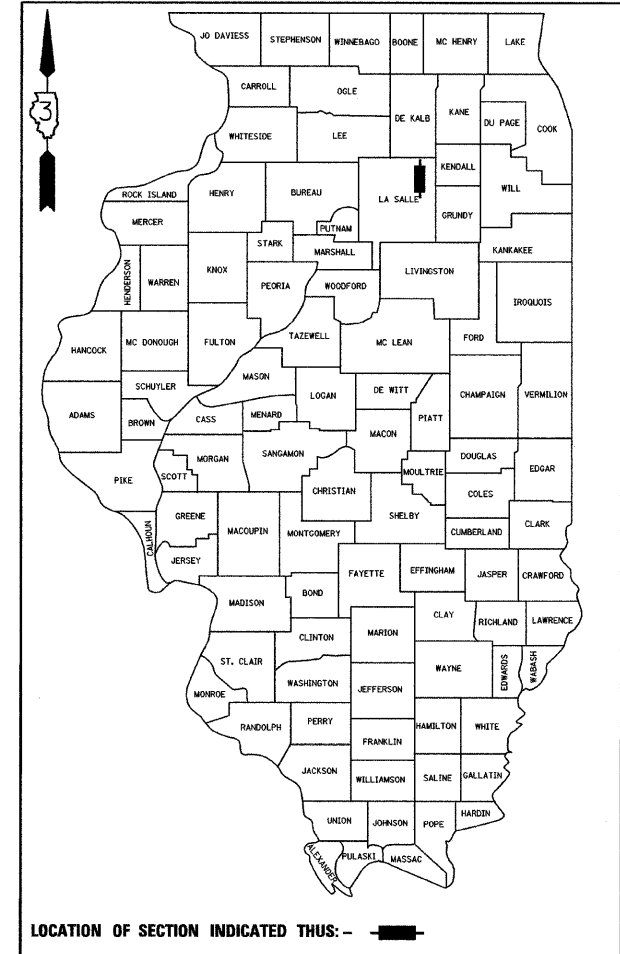 JO DAVIESS
STEPHENSON
WINNEBAGO
BOONE
MC HENRY
LAKE
CARROLL
OGLE
DE KALB
KANE
DU PAGE
COOK
3
WHITESIDE
LEE
KENDALL
WILL
ROCK ISLAND
HENRY
BUREAU
LA SALLE
GRUNDY
MERCER
PUTNAM
STARK
MARSHALL
KANKAKEE
HENDERSON
WARREN
KNOX
PEORIA
WOODFORD
LIVINGSTON
IROQUOIS
HANCOCK
MC DONOUGH
FULTON
TAZEWELL
MC LEAN
FORD
SCHUYLER
MASON
LOGAN
DE WITT
CHAMPAIGN
VERMILION
ADAMS
BROWN
CASS
MENARD
MACON
PIATT
PIKE
SCOTT
MORGAN
SANGAMON
CHRISTIAN
MOULTRIE
DOUGLAS
EDGAR
COLES
CALHOUN
GREENE
MACOUPIN
MONTGOMERY
SHELBY
CUMBERLAND
CLARK
JERSEY
FAYETTE
EFFINGHAM
JASPER
CRAWFORD
MADISON
BOND
CLAY
RICHLAND
LAWRENCE
ST. CLAIR
CLINTON
MARION
WAYNE
EDWARDS
WABASH
MONROE
WASHINGTON
JEFFERSON
RANDOLPH
PERRY
HAMILTON
WHITE
FRANKLIN
JACKSON
WILLIAMSON
SALINE
GALLATIN
UNION
JOHNSON
POPE
HARDIN
ALEXANDER
PULASKI
MASSAC
LOCATION OF SECTION INDICATED THUS: -